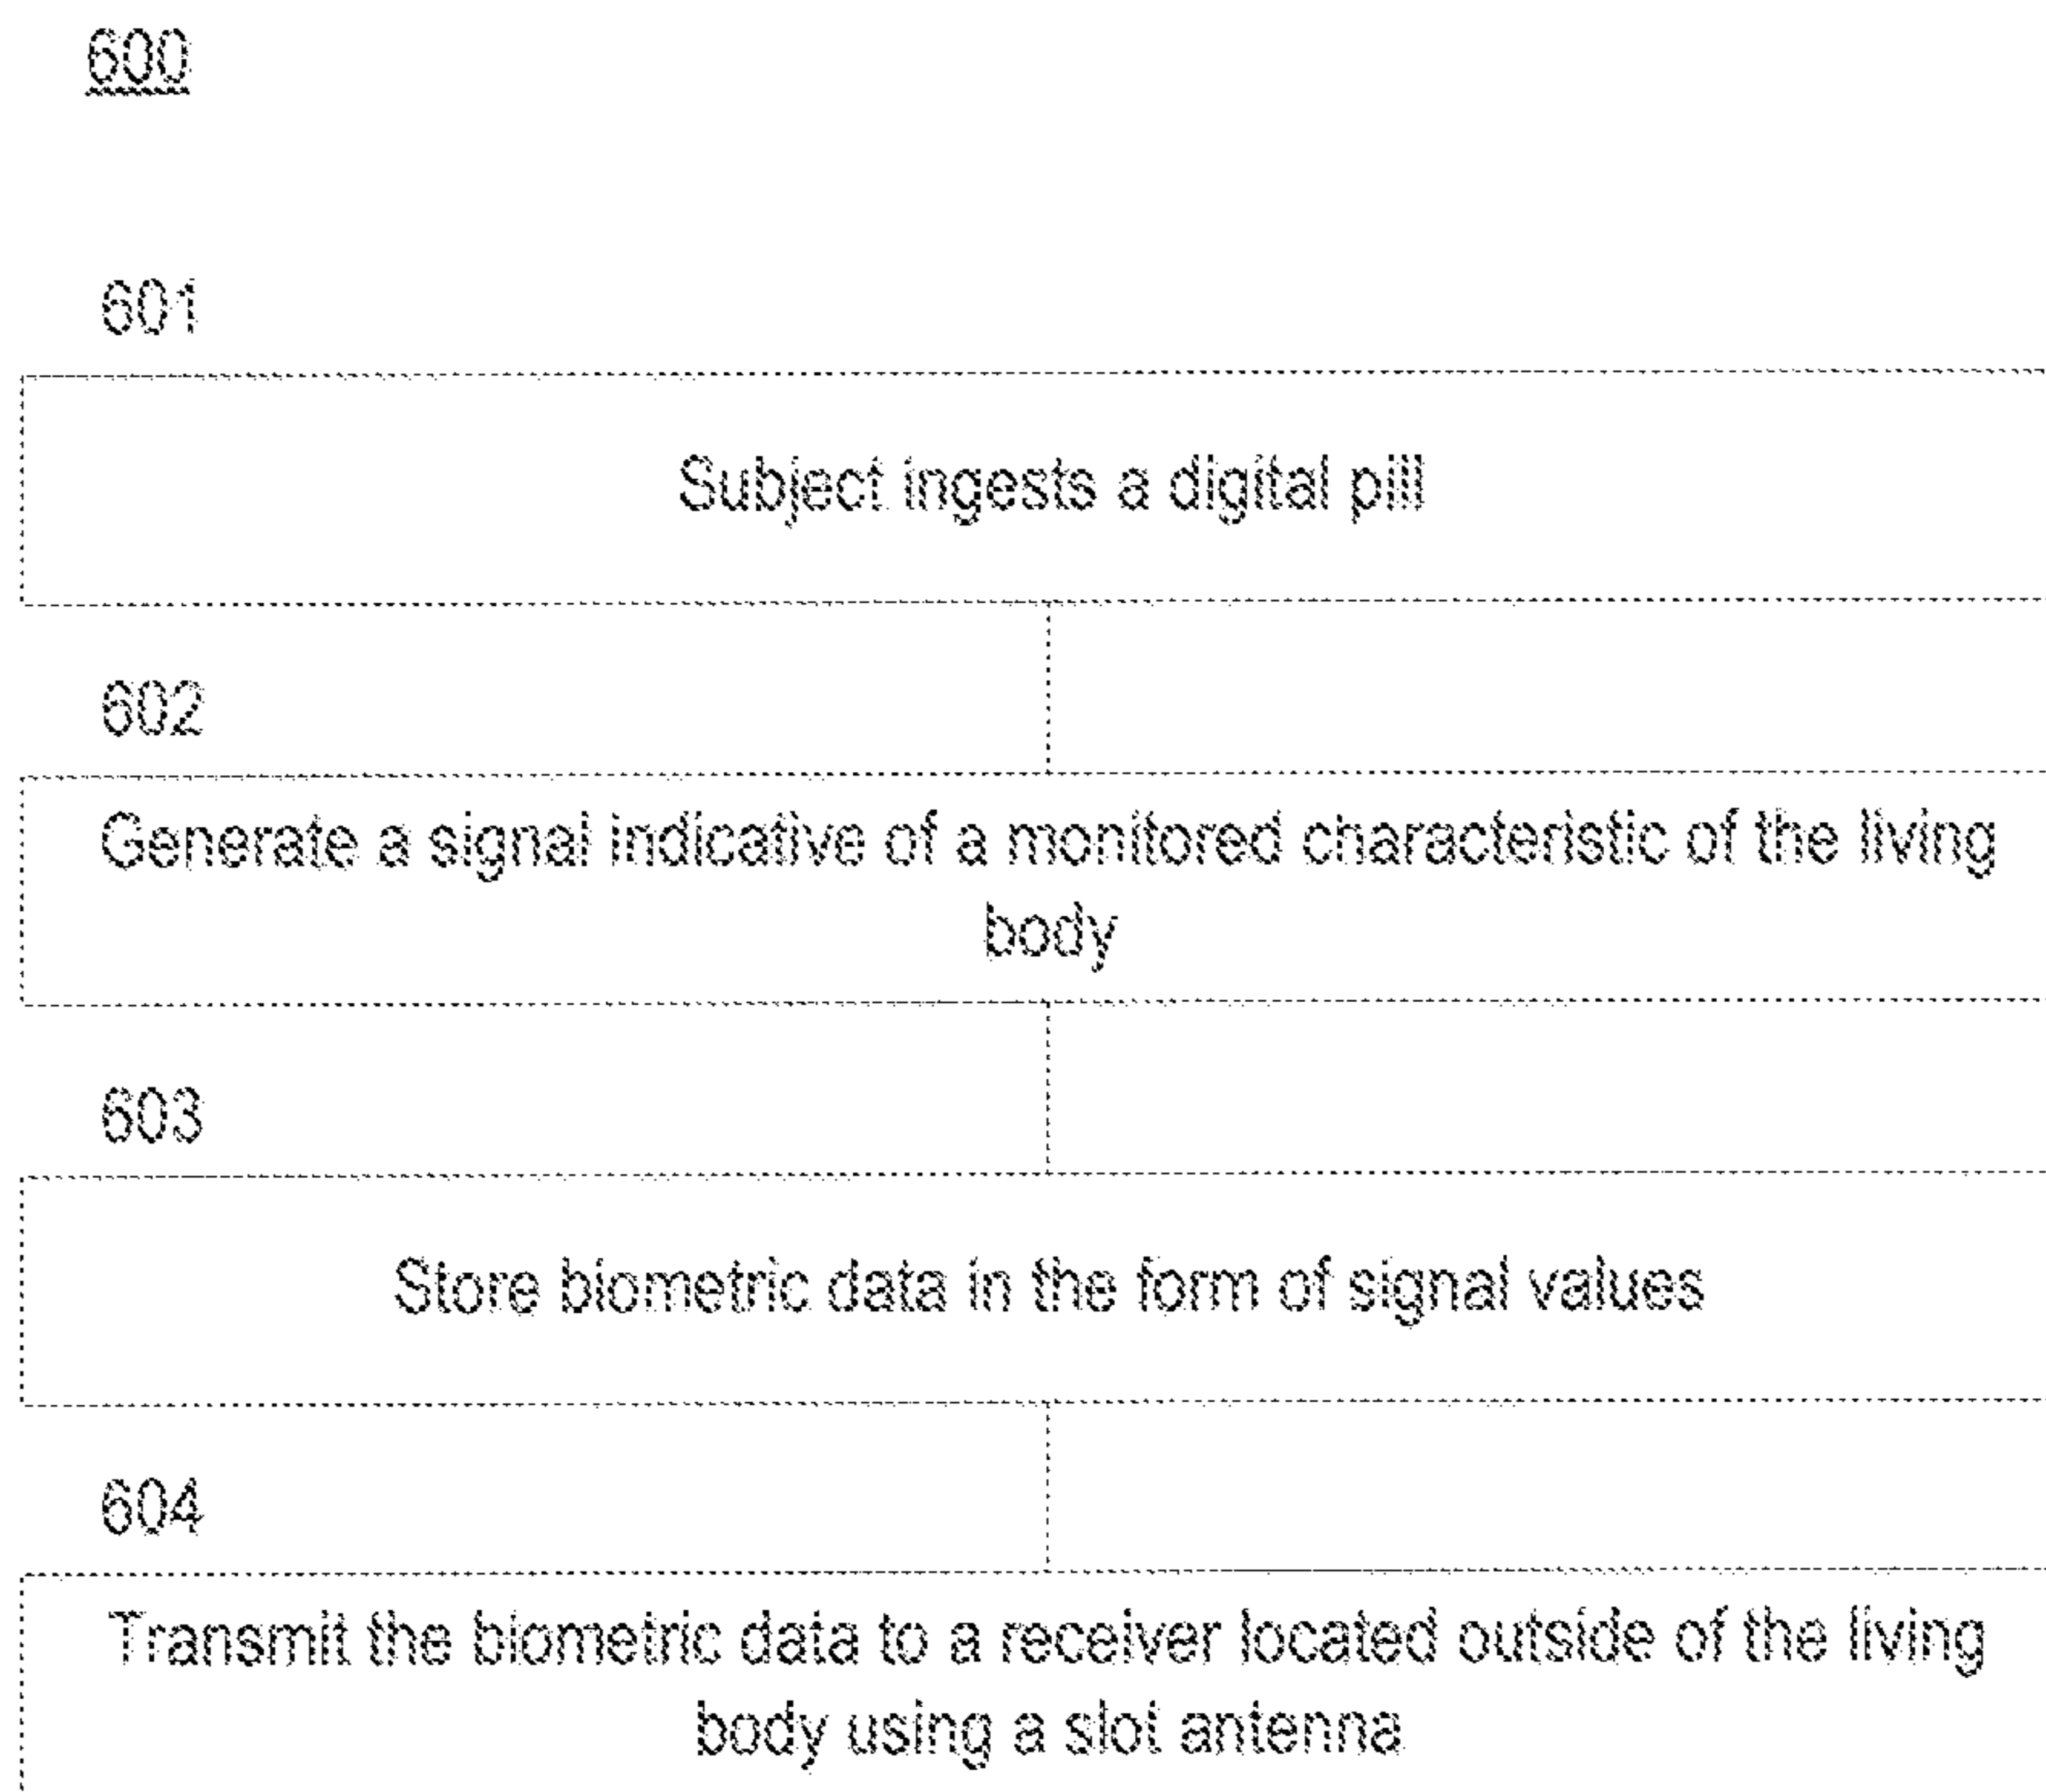 600
601
Subject ingests a digital pill
602
Generate a signal indicative of a monitored characteristic of the living
body
603
Store biometric data in the form of signal values
604
Transmit the biometric data to a receiver located outside of the living
body using a slot antenna